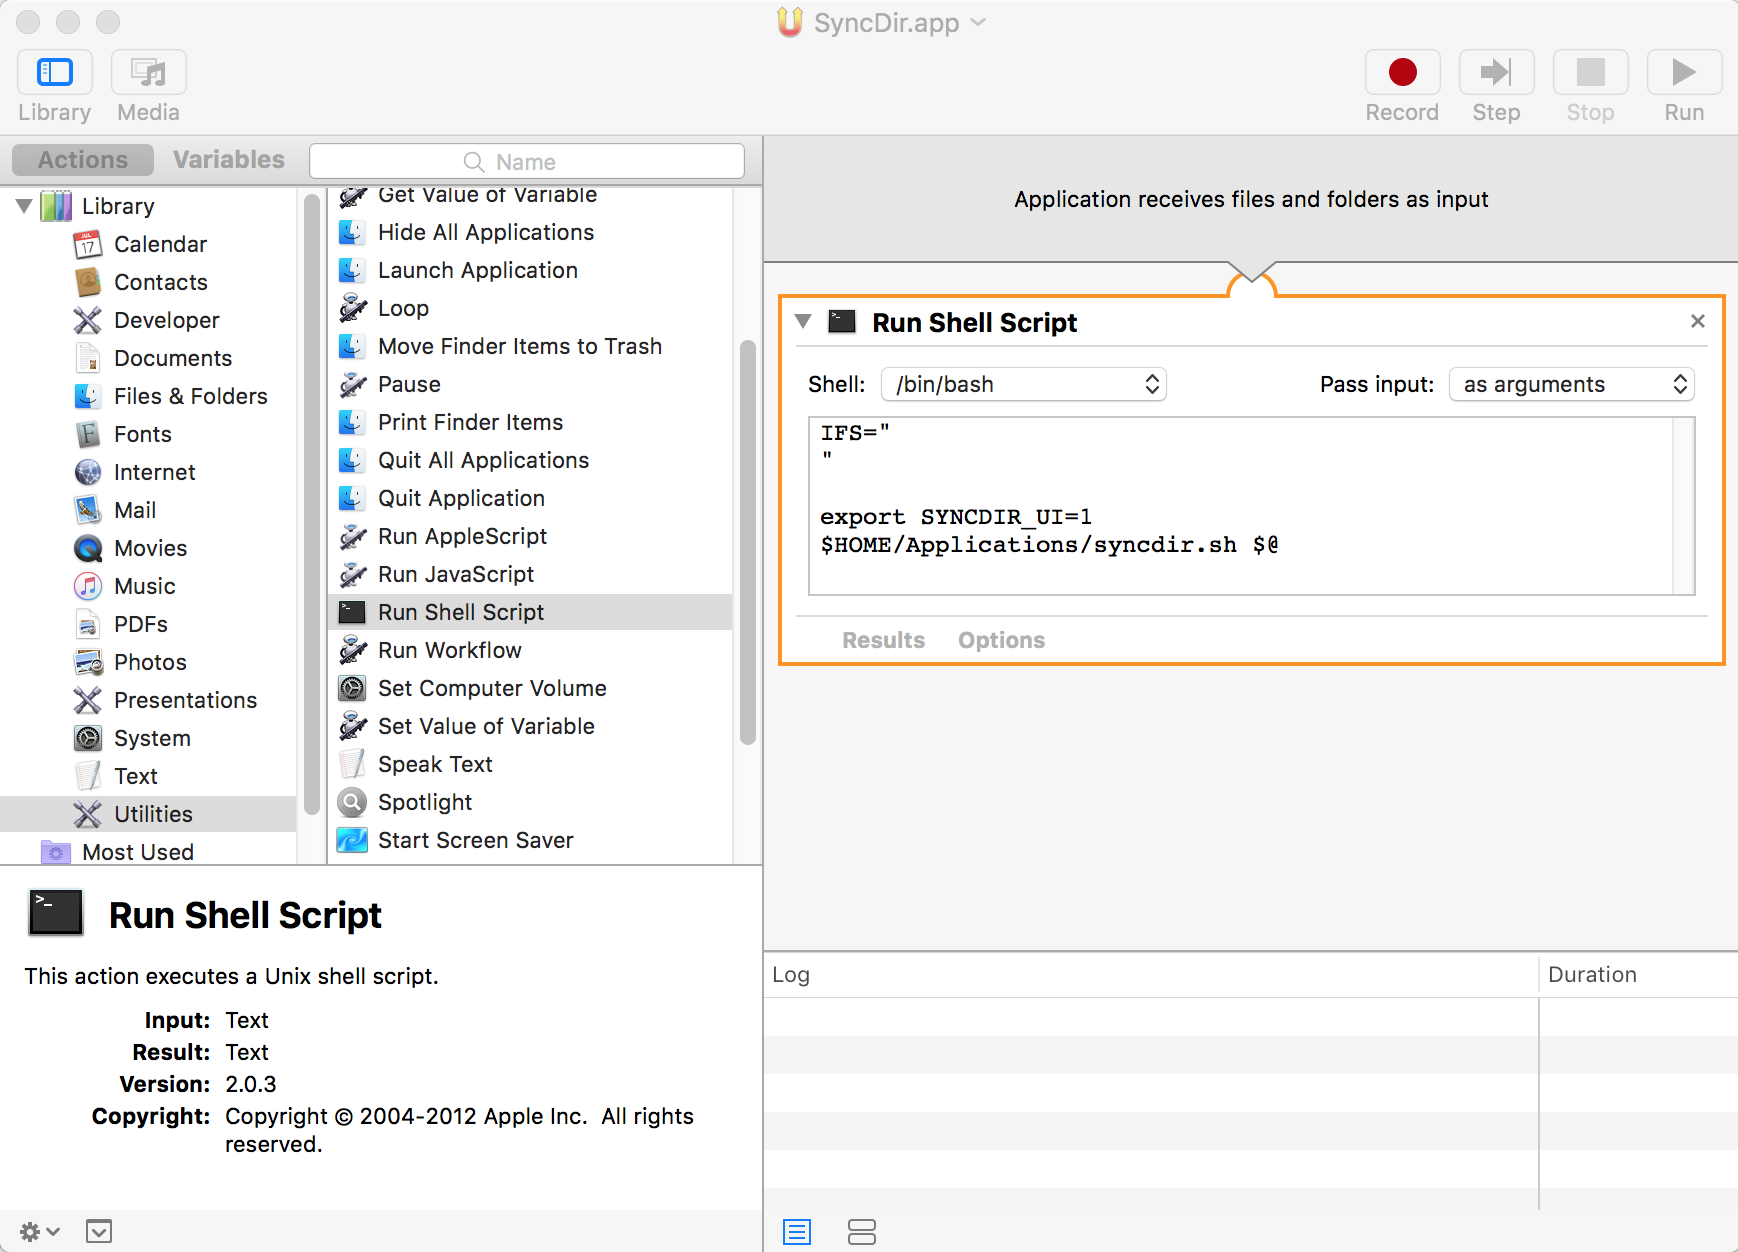 SyncDir.app
Library
Media
Record
Step
Stop
Run
Actions
Variables
Name
Library
Calendar
Contacts
Developer
Documents
Files & Folders
Fonts
Internet
Mail
Movies
Music
PDFs
Photos
Presentations
System
Text
Utilities
Most Used
Get Value of Variable
Hide All Applications
Launch Application
Loop
Move Finder Items to Trash
Pause
Print Finder Items
Quit All Applications
Quit Application
Run AppleScript
Run JavaScript
Run Shell Script
Run Workflow
Set Computer Volume
Set Value of Variable
Speak Text
Spotlight
Start Screen Saver
Run Shell Script
This action executes a Unix shell script.
Input: Text
Result: Text
Version: 2.0.3
Copyright: Copyright © 2004-2012 Apple Inc. All rights
reserved.
Application receives files and folders as input
Run Shell Script
Shell: /bin/bash
Pass input: as arguments
IFS="
"
export SYNCDIR_UI=1
$HOME/Applications/syncdir.sh $@
Results
Options
Log
Duration